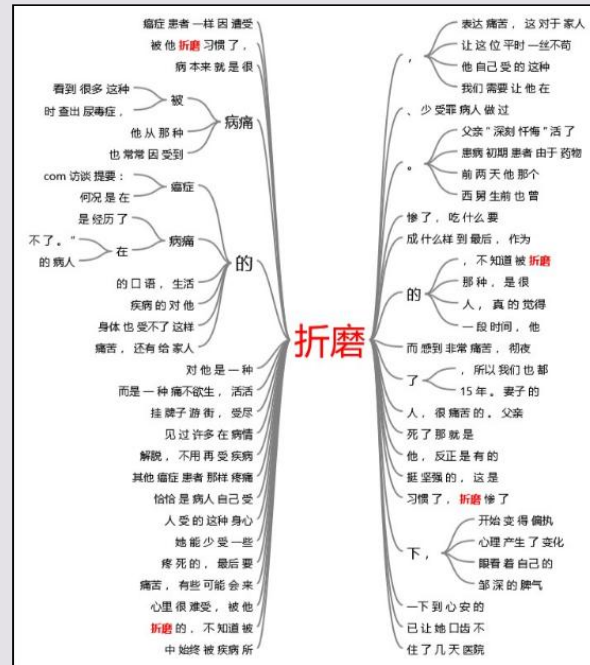 癌症 患者 一样 因 遭受
被 他 折磨 习惯 了 ，
病 本来 就 是 很
看到 很多 这种
时 查出 尿毒症 ，
被
他 从 那种
也 常常 因 受到
病痛
com 访谈 提要 ：
何况 是 在
癌症
是 经历 了
不 了 。 ”
的 病人
在
病痛
的 口语 ， 生活
疾病 的 对 他
身体 也 受不了 这样
痛苦 ， 还有 给 家人
的
对 他 是 一种
而是 一种 痛不欲生 ， 活活
挂 牌子 游街 ， 受尽
见 过 许多 在 病情
解脱 ， 不用 再 受 疾病
其他 癌症 患者 那样 疼痛
恰恰 是 病人 自己 受
人 受 的 这种 身心
她 能 少 受 一些
疼 死 的 ， 最后 要
痛苦 ， 有些 可能 会 来
心里 很 难受 ， 被 他
折磨 的 ， 不 知道 被
中 始终 被 疾病 所
折磨
，
表达 痛苦 ， 这 对于 家人
让 这 位 平时 一丝不苟
他 自己 受 的 这种
我们 需要 让 他 在
、 少 受罪 病人 做 过
。
父亲 “ 深刻 忏悔 ” 活 了
患病 初期 患者 由于 药物
前 两 天 他 那个
西 舅 生前 也 曾
惨 了 ， 吃 什么 要
成 什么样 到 最后 ， 作为
的
， 不 知道 被 折磨
那种 ， 是 很
人 ， 真 的 觉得
一 段 时间 ， 他
而 感到 非常 痛苦 ， 彻夜
了
， 所以 我们 也 都
15 年 。 妻子 的
人 ， 很 痛苦 的 。 父亲
死 了 那 就 是
他 ， 反正 是 有 的
挺 坚强 的 ， 这 是
习惯 了 ， 折磨 惨 了
下 ，
开始 变 得 偏执
心理 产生 了 变化
眼看 着 自己 的
邹 深 的 脾气
一下 到 心安 的
已 让 她 口齿 不
住 了 几 天 医院